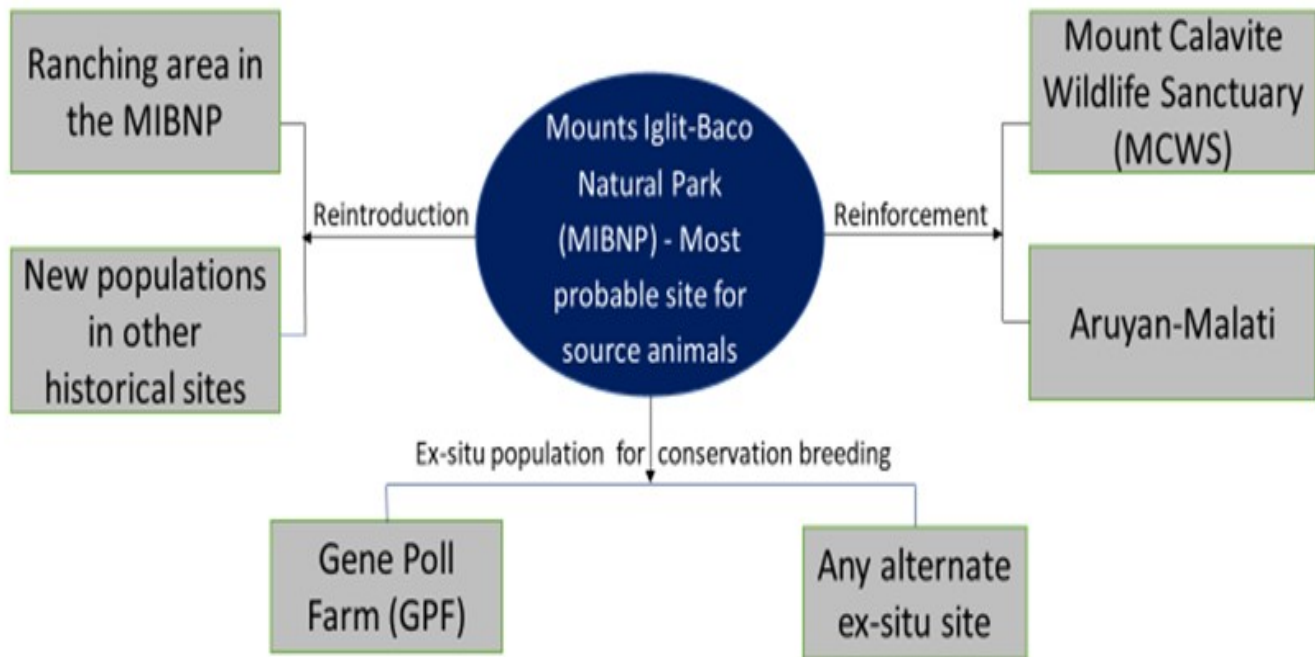 Ranching area in
the MIBNP
New populations
in other
historical sites
Reintroduction
Mounts Iglit-Baco
Natural Park
(MIBNP) - Most
probable site for
source animals
Reinforcement
Mount Calavite
Wildlife Sanctuary
(MCWS)
Aruyan-Malati
Ex-situ population for conservation breeding
Gene Poll
Farm (GPF)
Any alternate
ex-situ site